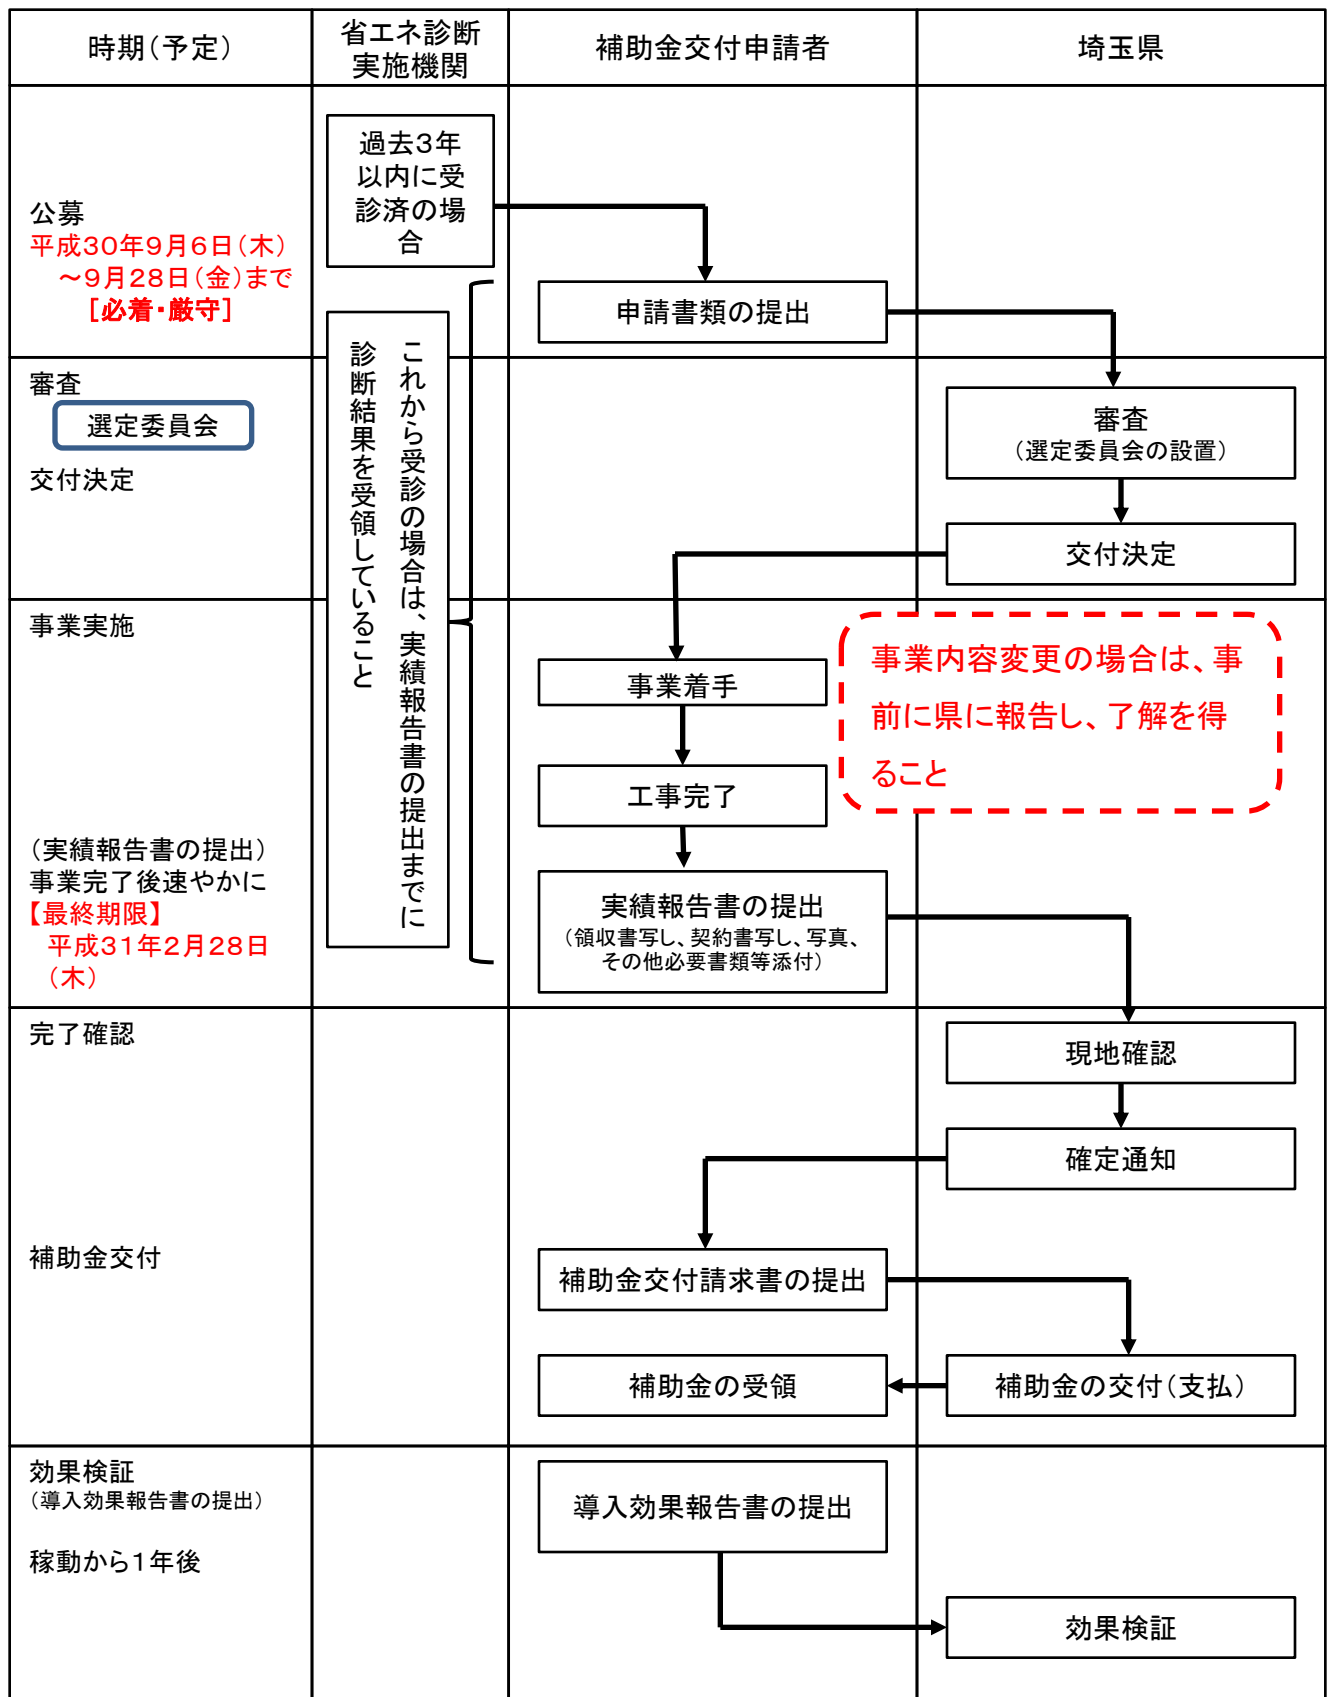 時期(予定)
省エネ診断
実施機関
補助金交付申請者
埼玉県
公募
平成30年9月6日(木)
～9月28日(金)まで
[必着・厳守]
過去3年
以内に受
診済の場
合
申請書類の提出
これから受診の場合は、実績報告書の提出までに
診断結果を受領していること
審査
選定委員会
交付決定
審査
(選定委員会の設置)
交付決定
事業実施
事業着手
事業内容変更の場合は、事
前に県に報告し、了解を得
ること
工事完了
(実績報告書の提出)
事業完了後速やかに
【最終期限】
平成31年2月28日
(木)
実績報告書の提出
(領収書写し、契約書写し、写真、
その他必要書類等添付)
完了確認
現地確認
確定通知
補助金交付
補助金交付請求書の提出
補助金の受領
補助金の交付(支払)
効果検証
(導入効果報告書の提出)
稼動から1年後
導入効果報告書の提出
効果検証